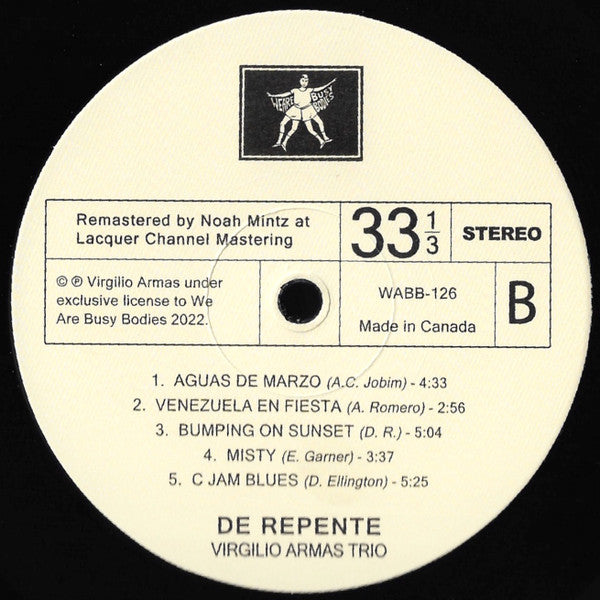 WE ARE BUSY BODIES
Remastered by Noah Mintz at
Lacquer Channel Mastering
33 1/3
STEREO
© ℗ Virgilio Armas under
exclusive license to We
Are Busy Bodies 2022.
WABB-126
Made in Canada
B
1. AGUAS DE MARZO (A.C. Jobim) - 4:33
2. VENEZUELA EN FIESTA (A. Romero) - 2:56
3. BUMPING ON SUNSET (D. R.) - 5:04
4. MISTY (E. Garner) - 3:37
5. C JAM BLUES (D. Ellington) - 5:25
DE REPENTE
VIRGILIO ARMAS TRIO